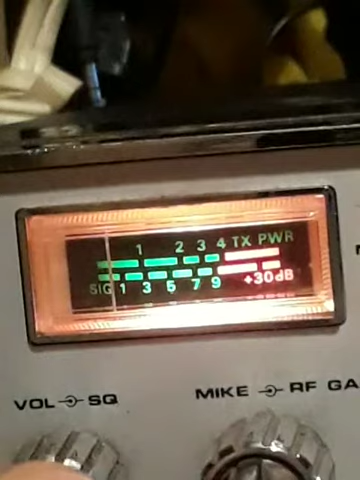 1 2 3 4 TX PWR
SIG 1 3 5 7 9 +30dB
VOL SQ
MIKE RF GA